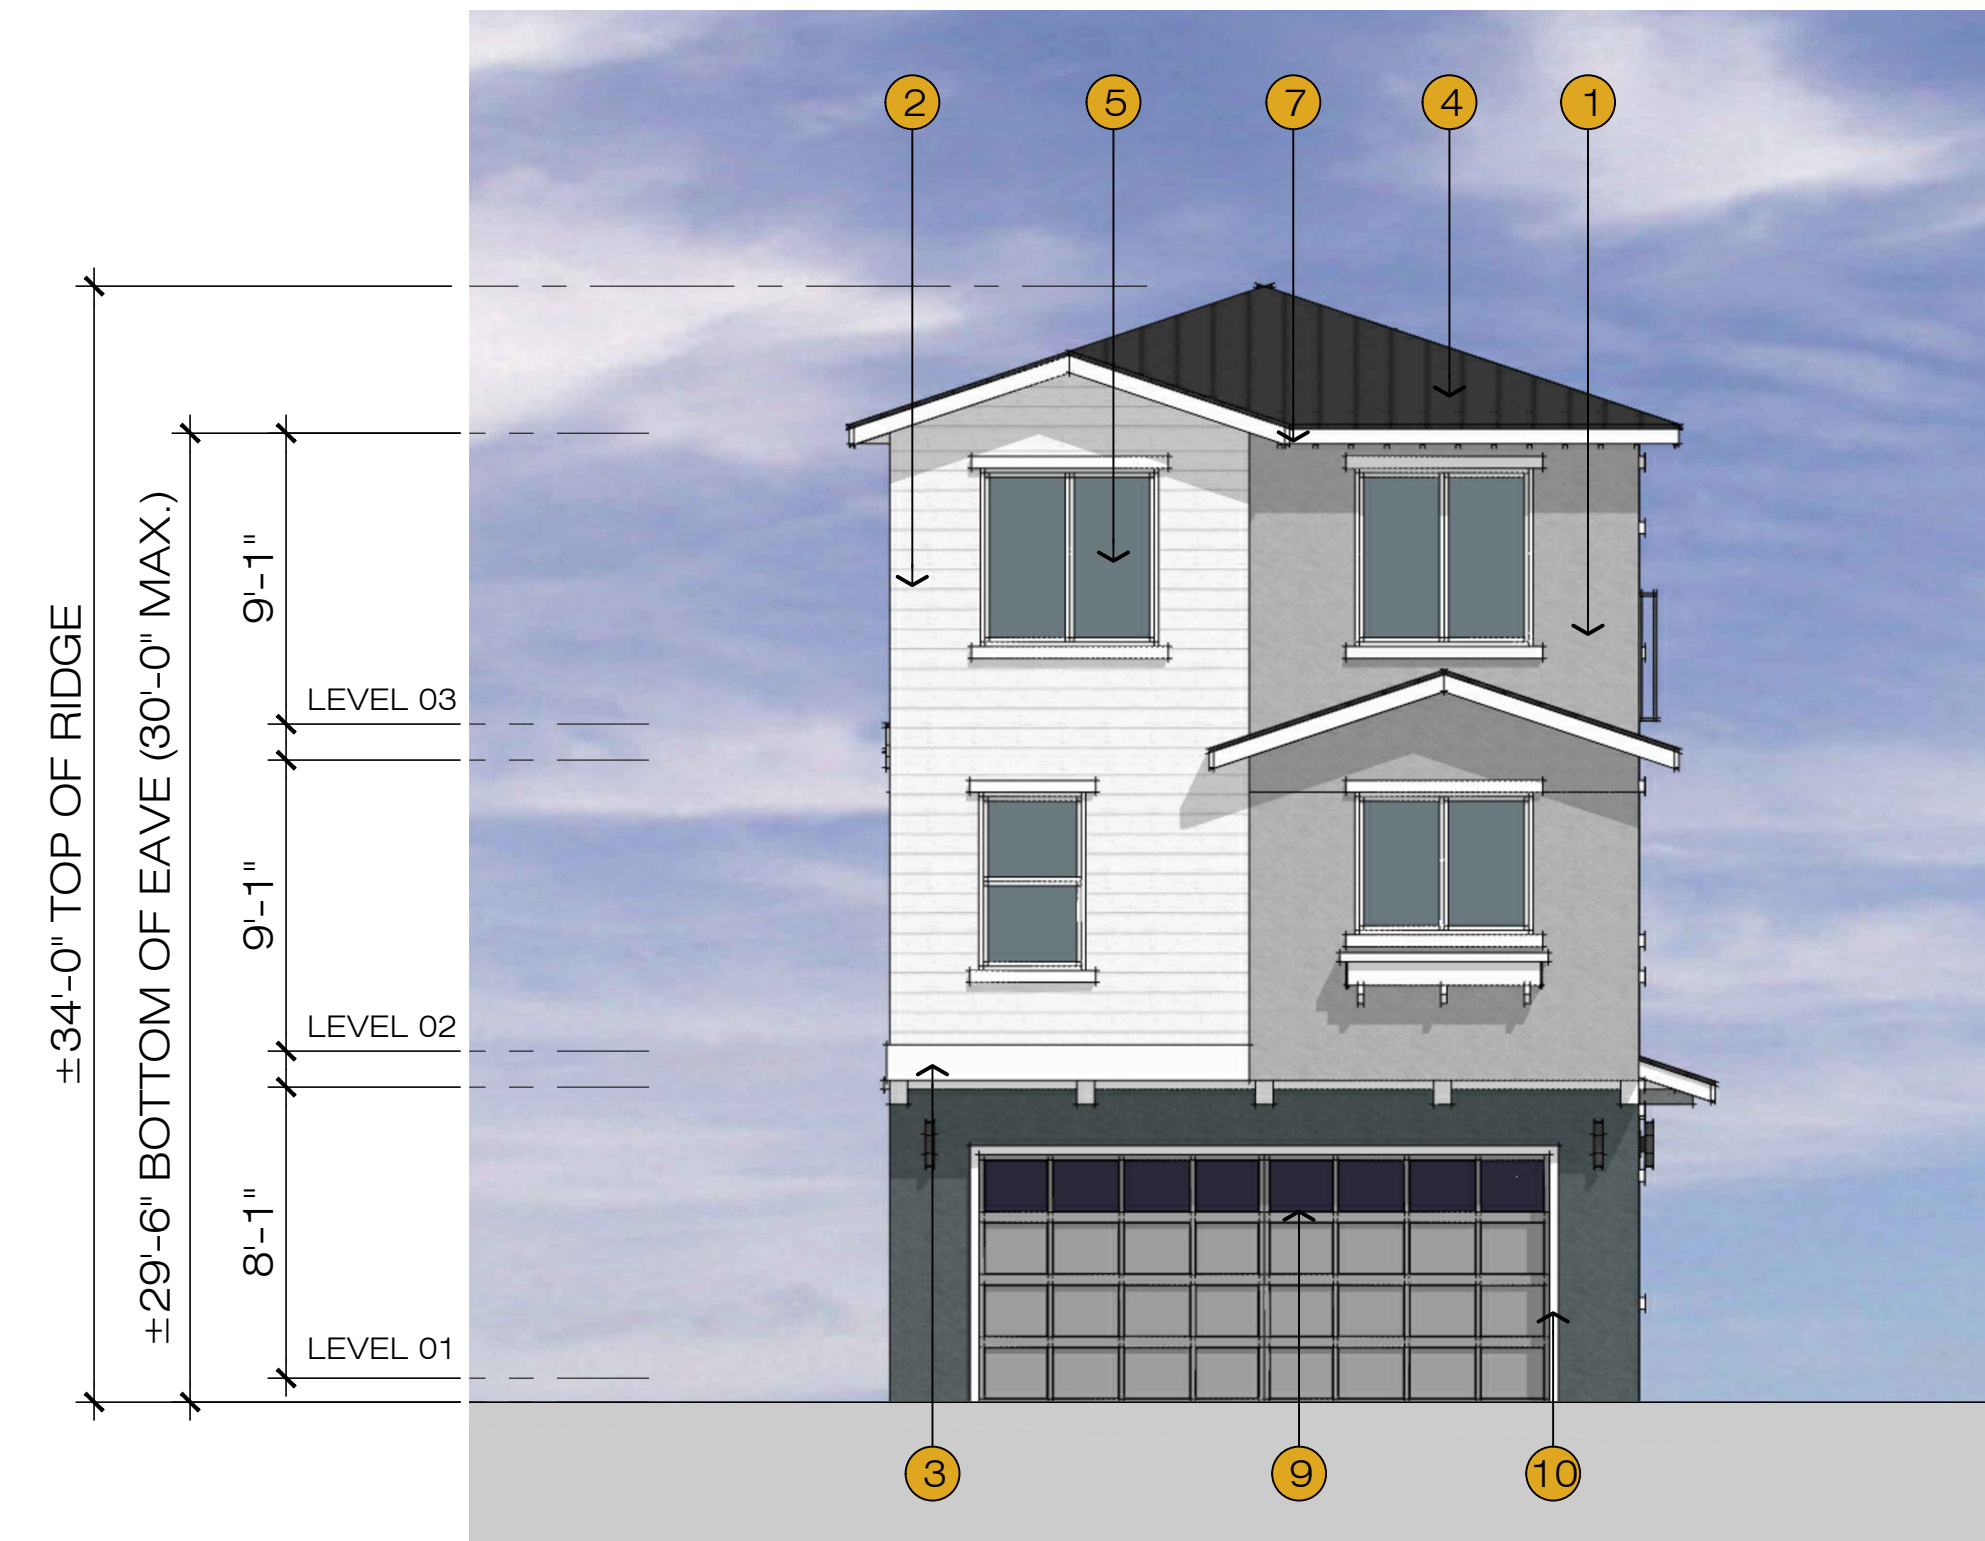 2
5
7
4
1
±34'-0" TOP OF RIDGE
±29'-6" BOTTOM OF EAVE (30'-0" MAX.)
9'-1"
LEVEL 03
9'-1"
LEVEL 02
8'-1"
LEVEL 01
3
9
10